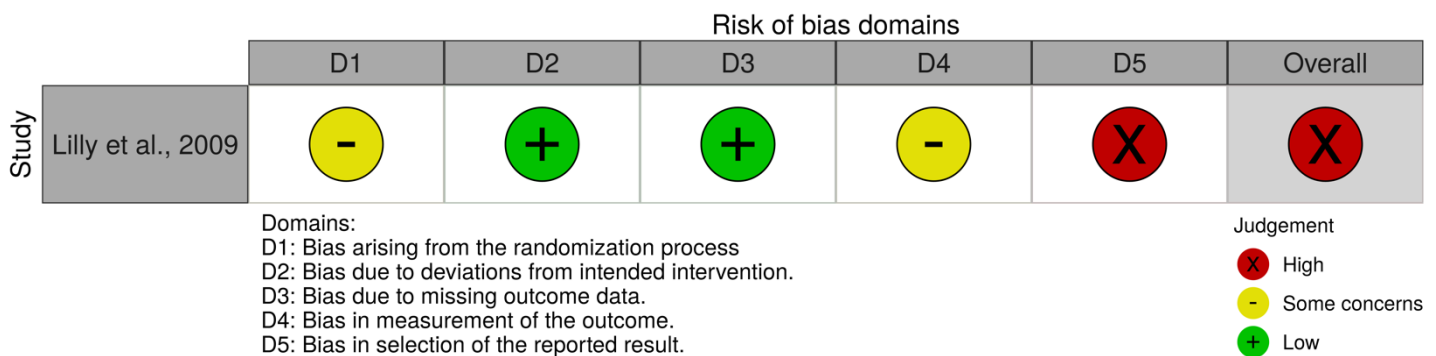 Risk of bias domains
D1 D2 D3 D4 D5 Overall
Study
Lilly et al., 2009 - + + - X X
Domains:
D1: Bias arising from the randomization process
D2: Bias due to deviations from intended intervention.
D3: Bias due to missing outcome data.
D4: Bias in measurement of the outcome.
D5: Bias in selection of the reported result.
Judgement
X High
- Some concerns
+ Low